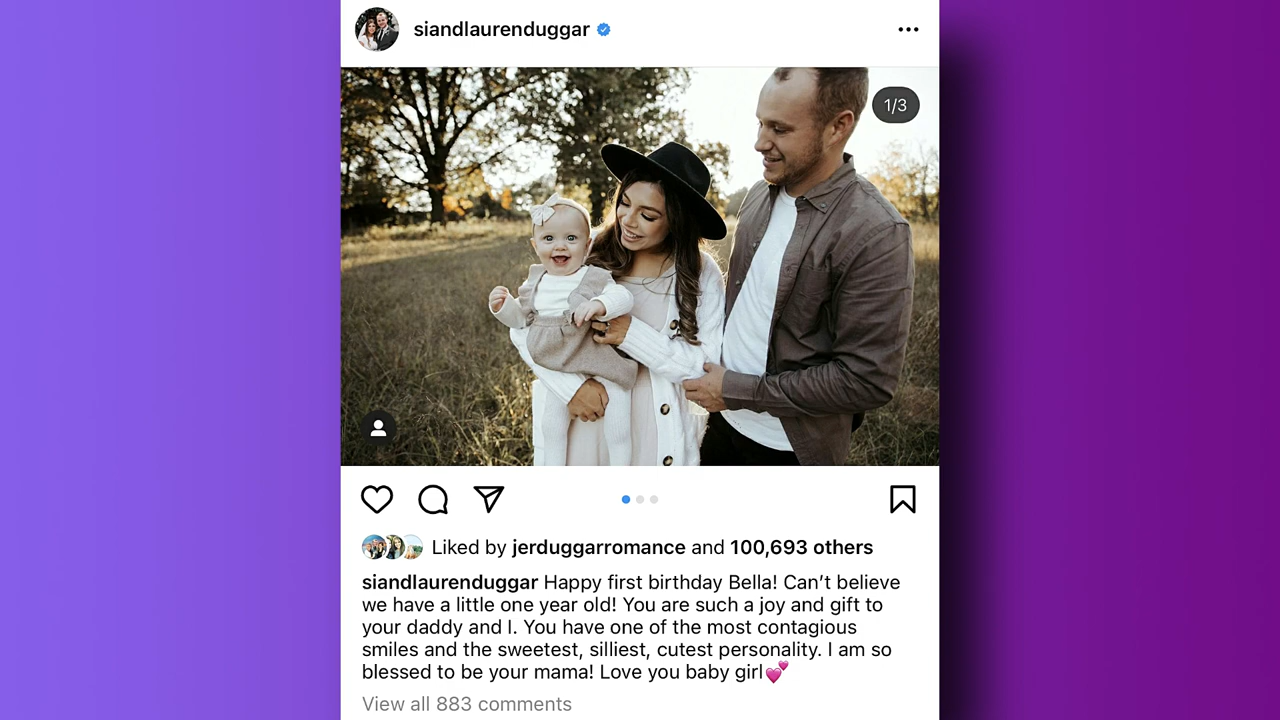 siandlaurenduggar
1/3
Liked by jerduggarromance and 100,693 others
siandlaurenduggar Happy first birthday Bella! Can’t believe
we have a little one year old! You are such a joy and gift to
your daddy and I. You have one of the most contagious
smiles and the sweetest, silliest, cutest personality. I am so
blessed to be your mama! Love you baby girl💕
View all 883 comments